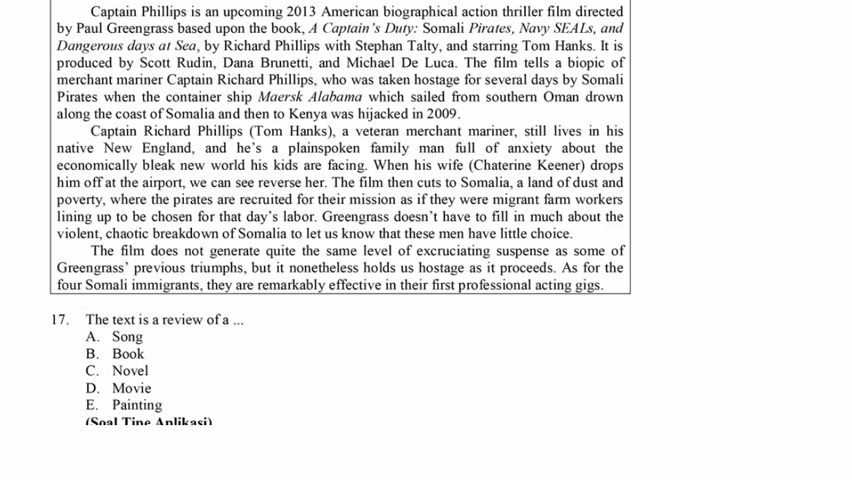 Captain Phillips is an upcoming 2013 American biographical action thriller film directed
by Paul Greengrass based upon the book, A Captain's Duty: Somali Pirates, Navy SEALs, and
Dangerous days at Sea, by Richard Phillips with Stephan Talty, and starring Tom Hanks. It is
produced by Scott Rudin, Dana Brunetti, and Michael De Luca. The film tells a biopic of
merchant mariner Captain Richard Phillips, who was taken hostage for several days by Somali
Pirates when the container ship Maersk Alabama which sailed from southern Oman drown
along the coast of Somalia and then to Kenya was hijacked in 2009.
Captain Richard Phillips (Tom Hanks), a veteran merchant mariner, still lives in his
native New England, and he's a plainspoken family man full of anxiety about the
economically bleak new world his kids are facing. When his wife (Chaterine Keener) drops
him off at the airport, we can see reverse her. The film then cuts to Somalia, a land of dust and
poverty, where the pirates are recruited for their mission as if they were migrant farm workers
lining up to be chosen for that day's labor. Greengrass doesn't have to fill in much about the
violent, chaotic breakdown of Somalia to let us know that these men have little choice.
The film does not generate quite the same level of excruciating suspense as some of
Greengrass' previous triumphs, but it nonetheless holds us hostage as it proceeds. As for the
four Somali immigrants, they are remarkably effective in their first professional acting gigs.
17. The text is a review of a ...
A. Song
B. Book
C. Novel
D. Movie
E. Painting
(Soal Tipe Aplikasi)